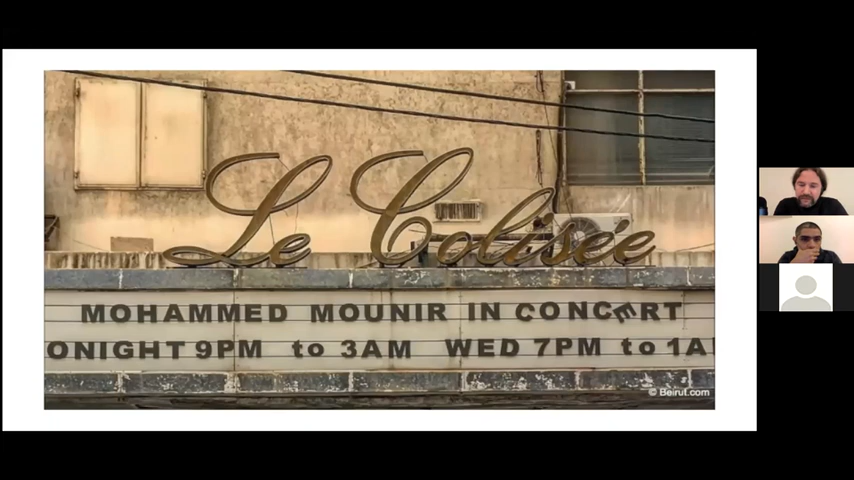 Le Colisée
MOHAMMED MOUNIR IN CONCERT
ONIGHT 9PM to 3AM WED 7PM to 1A
© Beirut.com